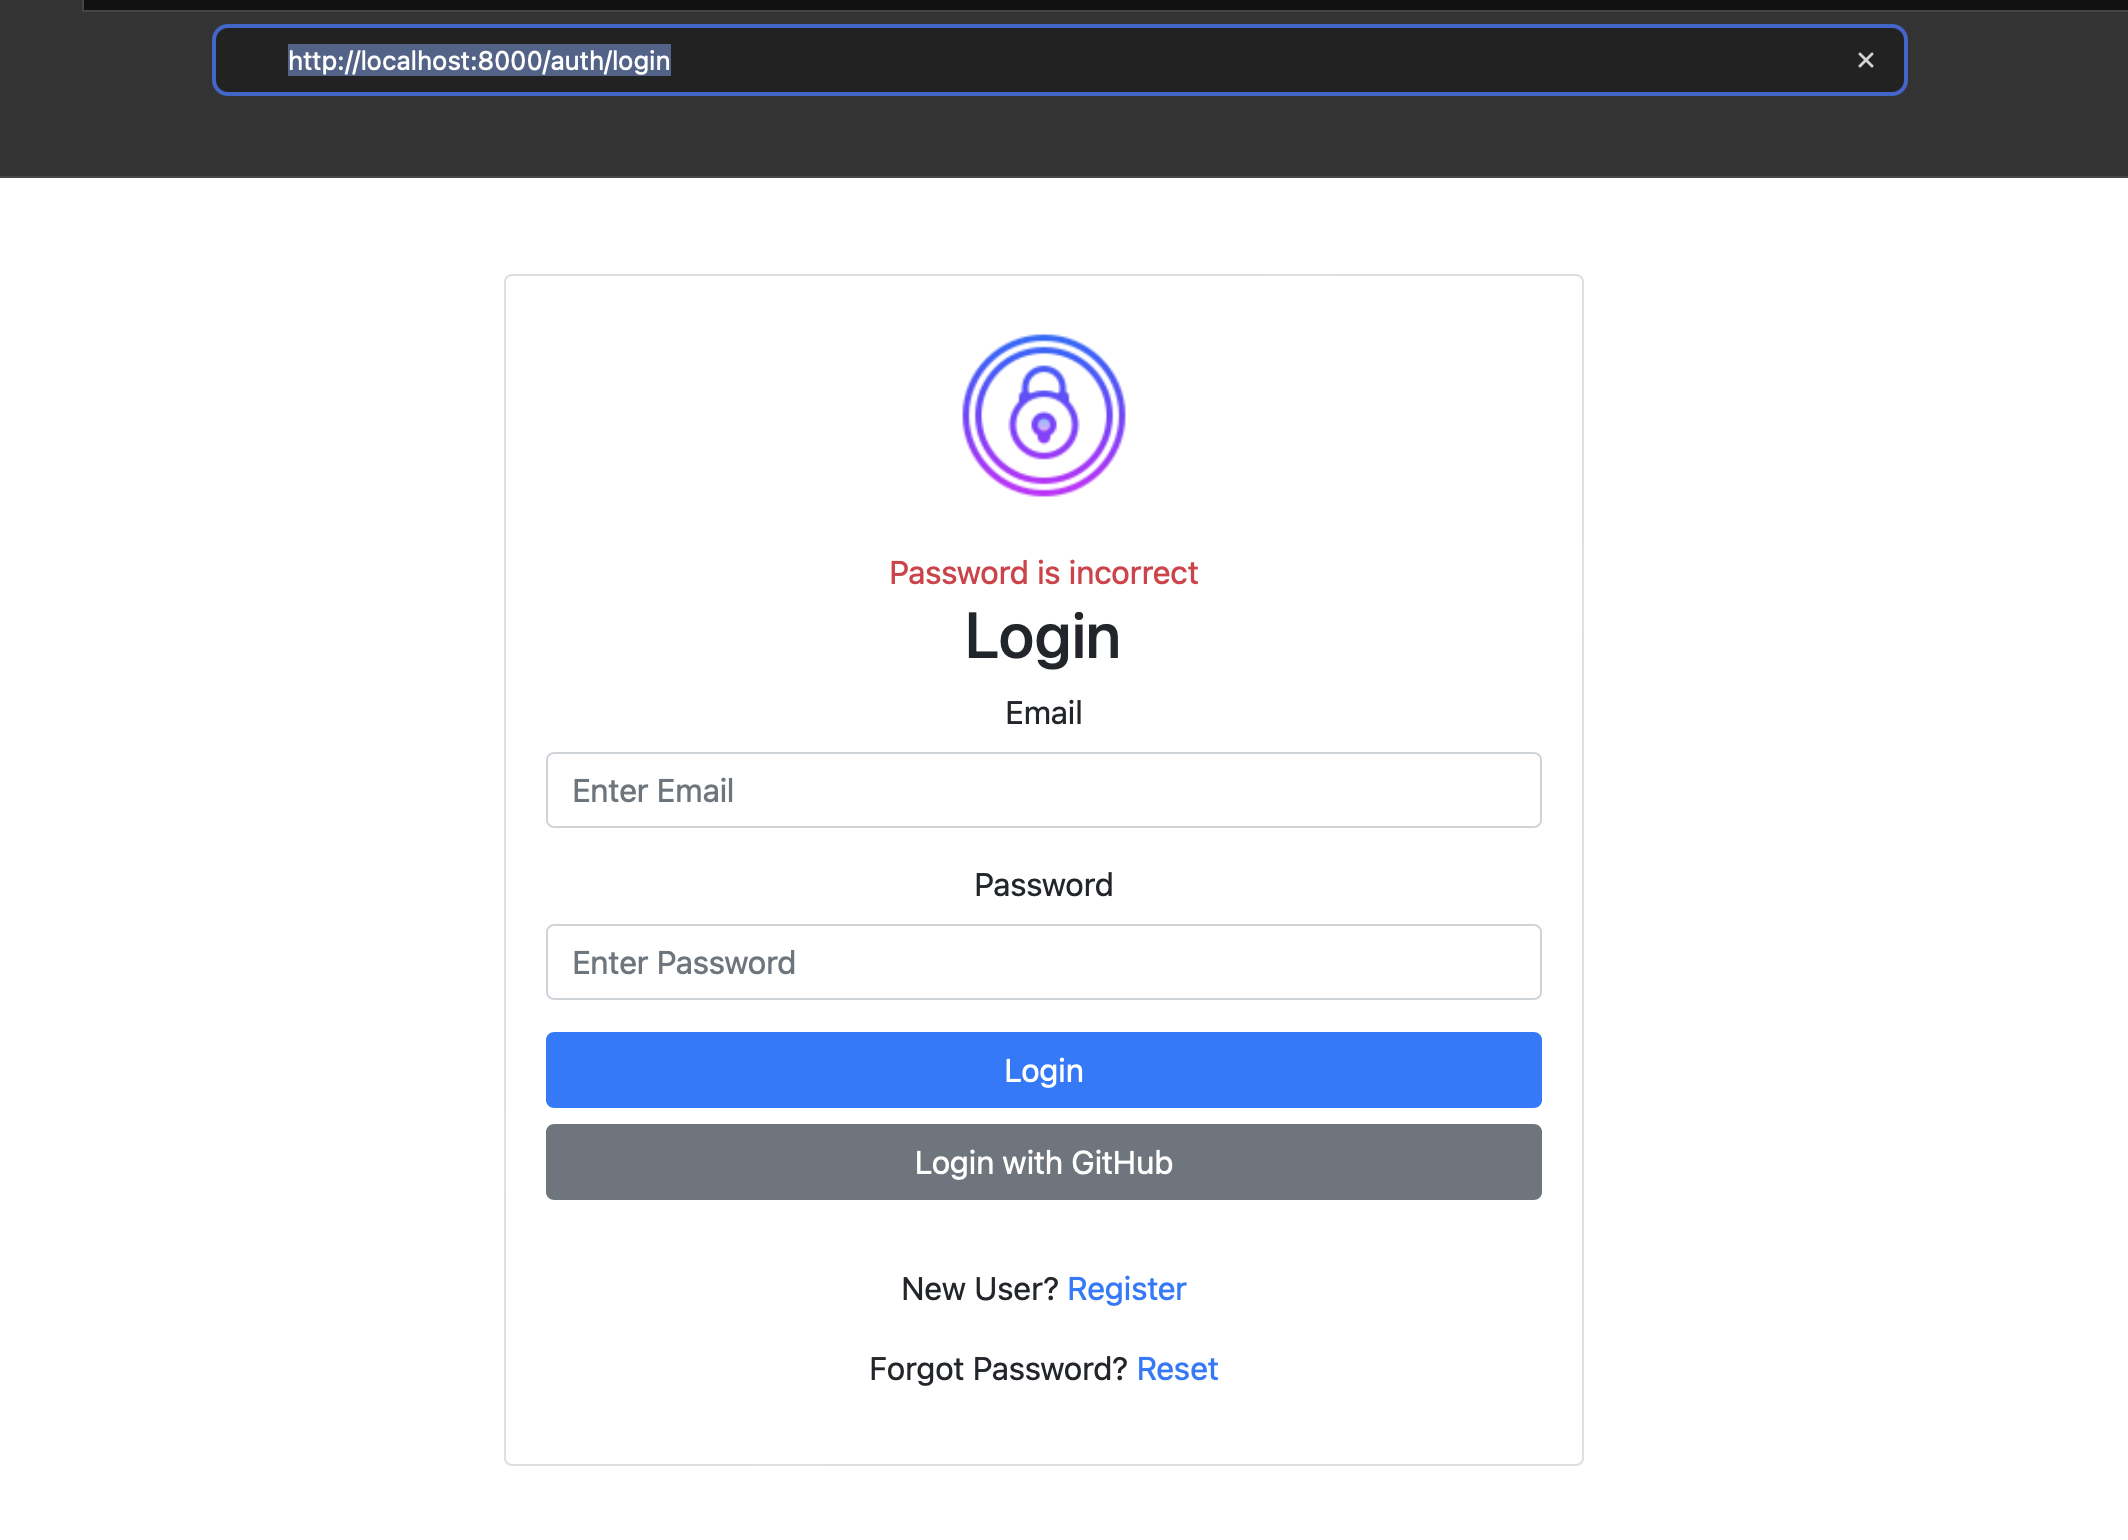 http://localhost:8000/auth/login
Password is incorrect
Login
Email
Enter Email
Password
Enter Password
Login
Login with GitHub
New User? Register
Forgot Password? Reset